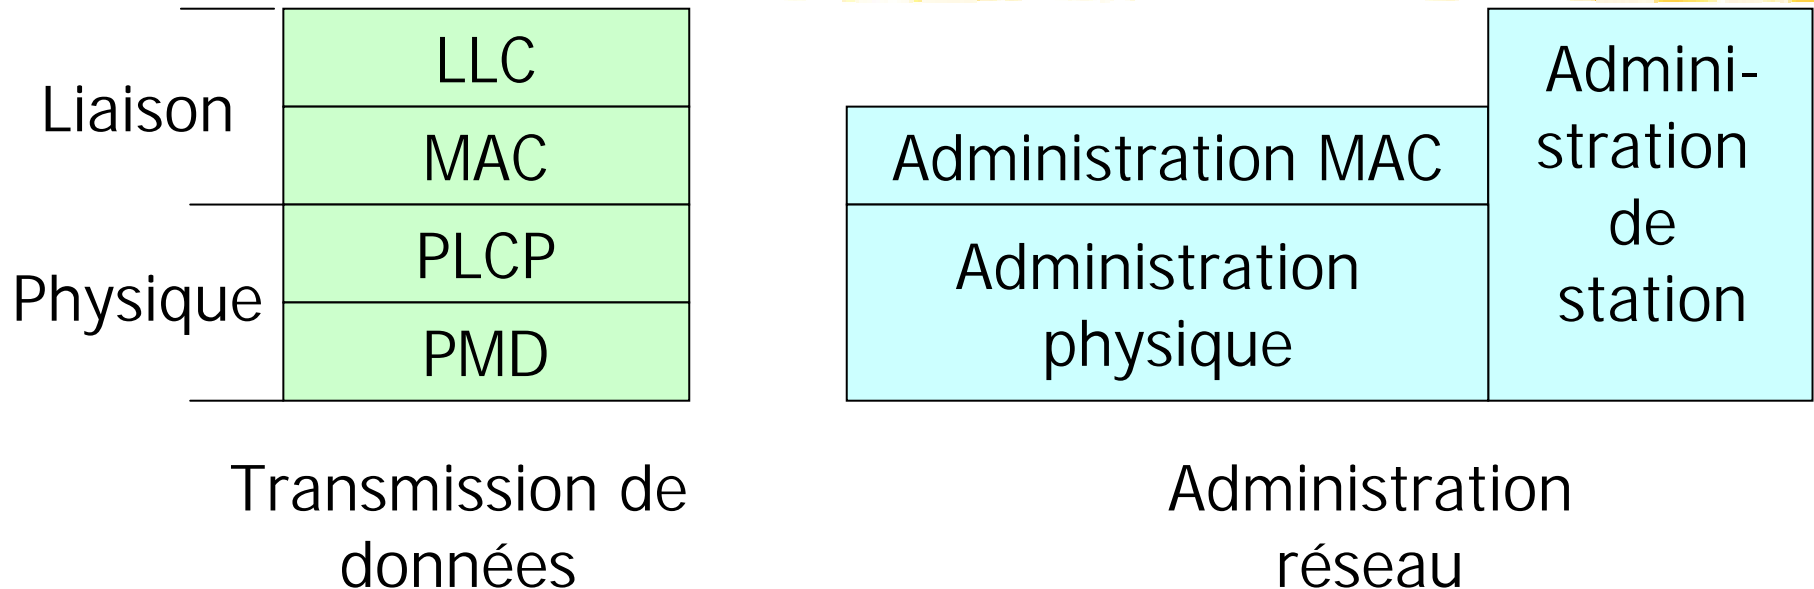 Liaison
Physique
LLC
MAC
PLCP
PMD
Transmission de
données
Administration MAC
Administration
physique
Admini-
stration
de
station
Administration
réseau